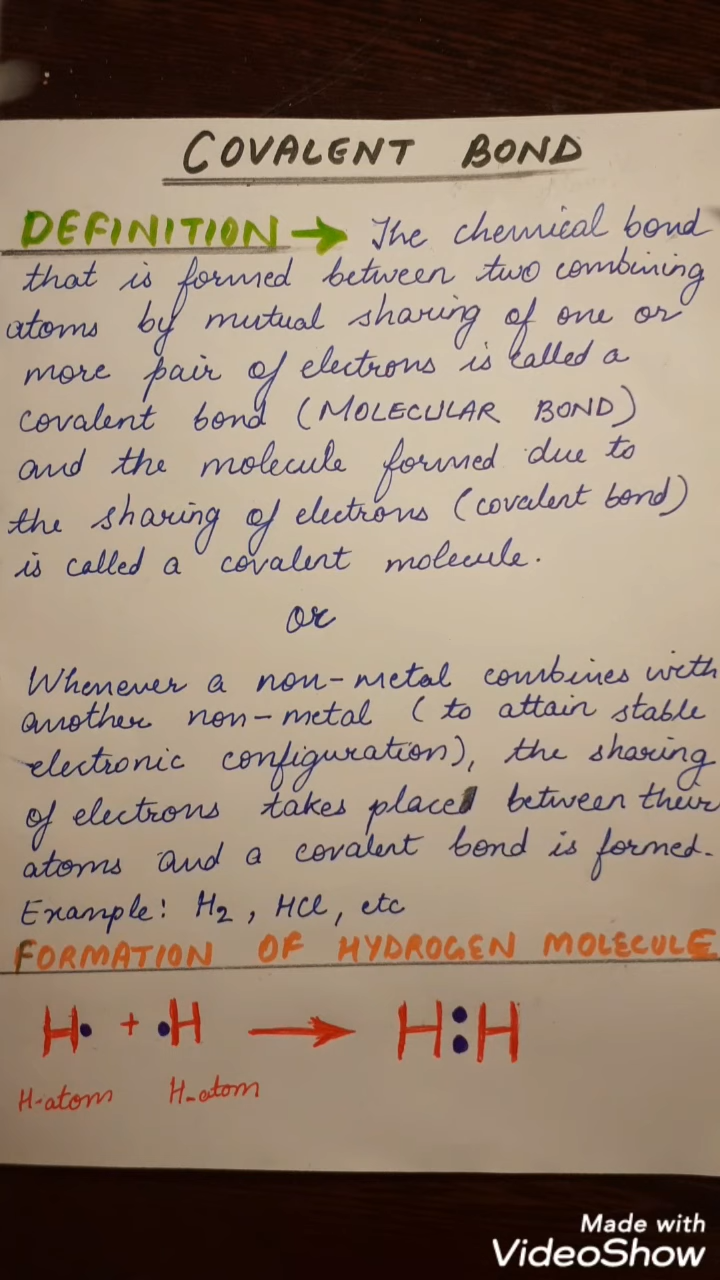 COVALENT BOND
DEFINITION → The chemical bond
that is formed between two combining
atoms by mutual sharing of one or
more pair of electrons is called a
covalent bond (MOLECULAR BOND)
and the molecule formed due to
the sharing of electrons (covalent bond)
is called a covalent molecule.
or
Whenever a non-metal combines with
another non-metal (to attain stable
electronic configuration), the sharing
of electrons takes place between their
atoms and a covalent bond is formed.
Example: H₂, HCl, etc
FORMATION OF HYDROGEN MOLECULE
H• + •H → H:H
H-atom H-atom
Made with
VideoShow